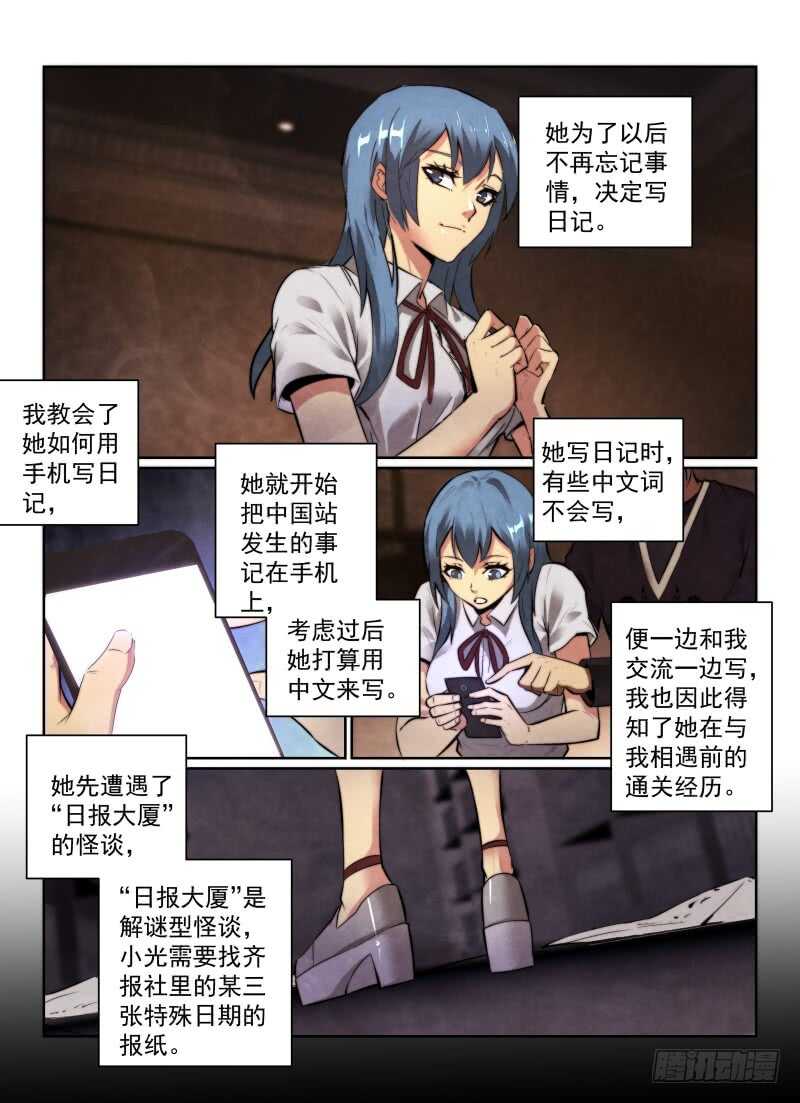 她为了以后
不再忘记事
情，决定写
日记。
我教会了
她如何用
手机写日
记，
她就开始
把中国站
发生的事
记在手机
上，
考虑过后
她打算用
中文来写。
她写日记时，
有些中文词
不会写，
便一边和我
交流一边写，
我也因此得
知了她在与
我相遇前的
通关经历。
她先遭遇了
“日报大厦”
的怪谈，
“日报大厦”是
解谜型怪谈，
小光需要找齐
报社里的某三
张特殊日期的
报纸。
腾讯动漫